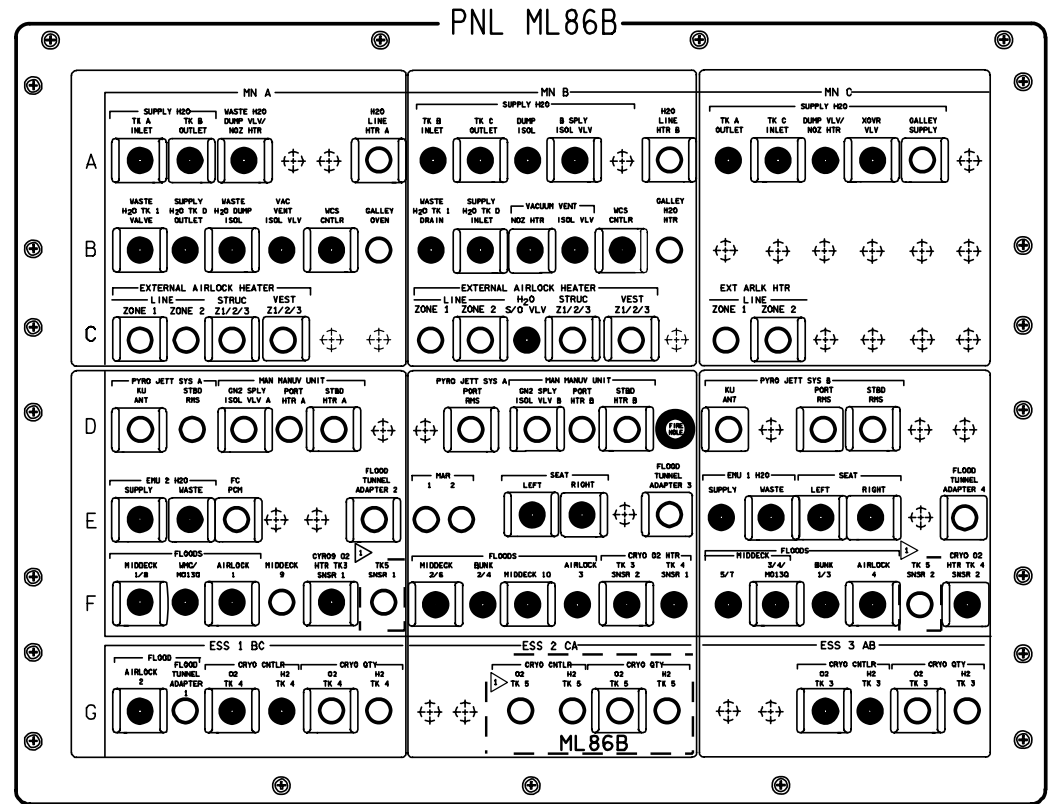 PNL ML86B
MN A
MN B
MN C
SUPPLY H2O
WASTE H2O
H2O
SUPPLY H2O
H2O
SUPPLY H2O
TK A
TK B
DUMP VLV/
LINE
TK B
TK C
DUMP
B SPLY
LINE
TK A
TK C
DUMP VLV/
XOVR
GALLEY
INLET
OUTLET
NOZ HTR
HTR A
INLET
OUTLET
ISOL
ISOL VLV
HTR B
OUTLET
INLET
NOZ HTR
VLV
SUPPLY
A
WASTE
SUPPLY
WASTE
VAC
WASTE
SUPPLY
VACUUM VENT
GALLEY
H2O TK 1
H2O TK D
H2O DUMP
VENT
WCS
GALLEY
H2O TK 1
H2O TK D
WCS
H2O
VALVE
OUTLET
ISOL
ISOL VLV
CNTLR
OVEN
DRAIN
INLET
NOZ HTR
ISOL VLV
CNTLR
HTR
B
EXTERNAL AIRLOCK HEATER
EXTERNAL AIRLOCK HEATER
EXT ARLK HTR
LINE
STRUC
VEST
LINE
H2O
STRUC
VEST
LINE
ZONE 1
ZONE 2
Z1/2/3
Z1/2/3
ZONE 1
ZONE 2
S/O VLV
Z1/2/3
Z1/2/3
ZONE 1
ZONE 2
C
PYRO JETT SYS A
MAN MANUV UNIT
PYRO JETT SYS A
MAN MANUV UNIT
PYRO JETT SYS B
KU
STBD
GN2 SPLY
PORT
STBD
PORT
GN2 SPLY
PORT
STBD
KU
PORT
STBD
ANT
RMS
ISOL VLV A
HTR A
HTR A
RMS
ISOL VLV B
HTR B
HTR B
ANT
RMS
RMS
D
FIRE
HOLE
EMU 2 H2O
FC
FLOOD
TUNNEL
MAR
SEAT
FLOOD
TUNNEL
EMU 1 H2O
SEAT
FLOOD
TUNNEL
SUPPLY
WASTE
PCM
ADAPTER 2
1
2
LEFT
RIGHT
ADAPTER 3
SUPPLY
WASTE
LEFT
RIGHT
ADAPTER 4
E
FLOODS
CYRO9 O2
1
FLOODS
CRYO O2 HTR
FLOODS
1
CRYO O2
MIDDECK
WMC/
AIRLOCK
MIDDECK
HTR TK3
TK5
MIDDECK
BUNK
AIRLOCK
TK 3
TK 4
MIDDECK
3/4/
BUNK
AIRLOCK
TK 5
HTR TK 4
1/8
MO13Q
1
9
SNSR 1
SNSR 1
2/6
2/4
MIDDECK 10
3
SNSR 2
SNSR 1
5/T
MO13Q
1/3
4
SNSR 2
SNSR 2
F
ESS 1 BC
ESS 2 CA
ESS 3 AB
FLOOD
CRYO CNTLR
CRYO QTY
CRYO CNTLR
CRYO QTY
CRYO CNTLR
CRYO QTY
AIRLOCK
2
FLOOD
TUNNEL
ADAPTER
1
O2
TK 4
H2
TK 4
O2
TK 4
H2
TK 4
1
O2
TK 5
H2
TK 5
O2
TK 5
H2
TK 5
O2
TK 3
H2
TK 3
O2
TK 3
H2
TK 3
G
ML86B